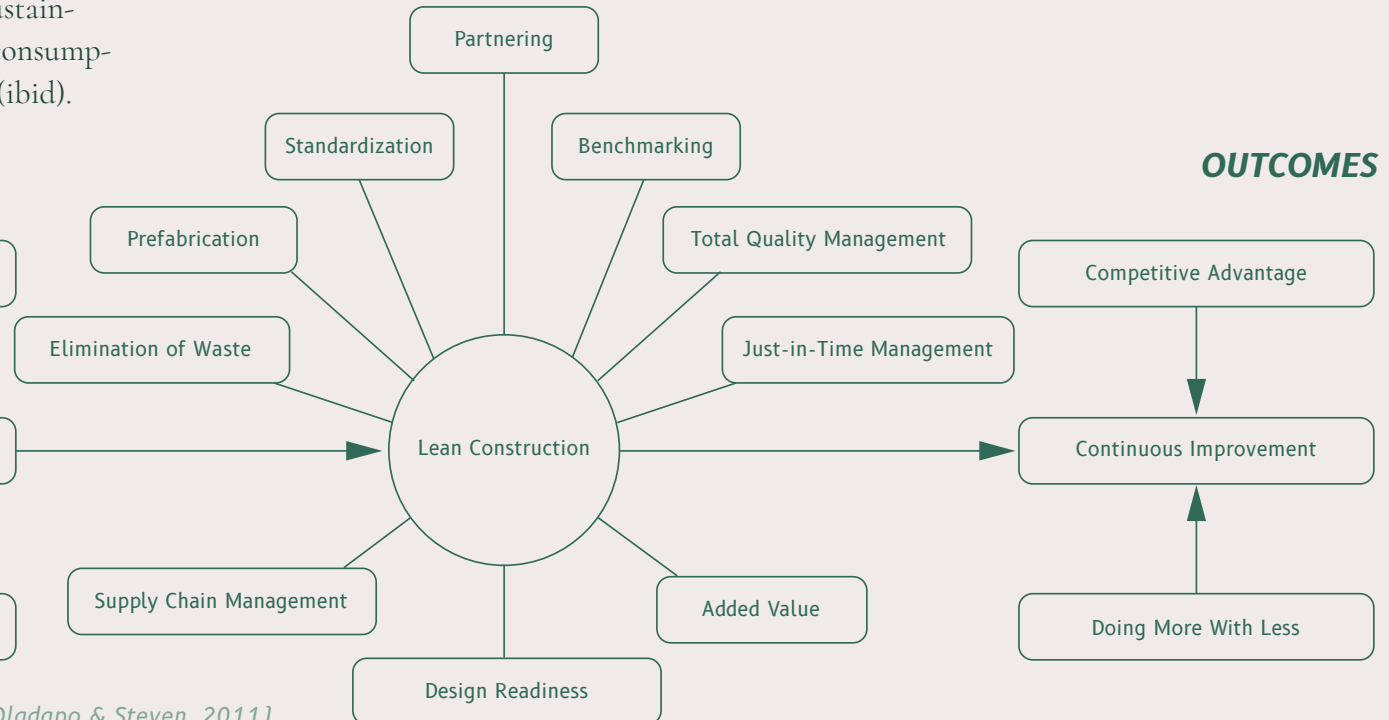 ustain-
onsump-
(ibid).
Partnering
Standardization
Benchmarking
OUTCOMES
Prefabrication
Total Quality Management
Competitive Advantage
Elimination of Waste
Just-in-Time Management
Lean Construction
Continuous Improvement
Supply Chain Management
Added Value
Doing More With Less
Design Readiness
Oladapo & Steven, 2011]